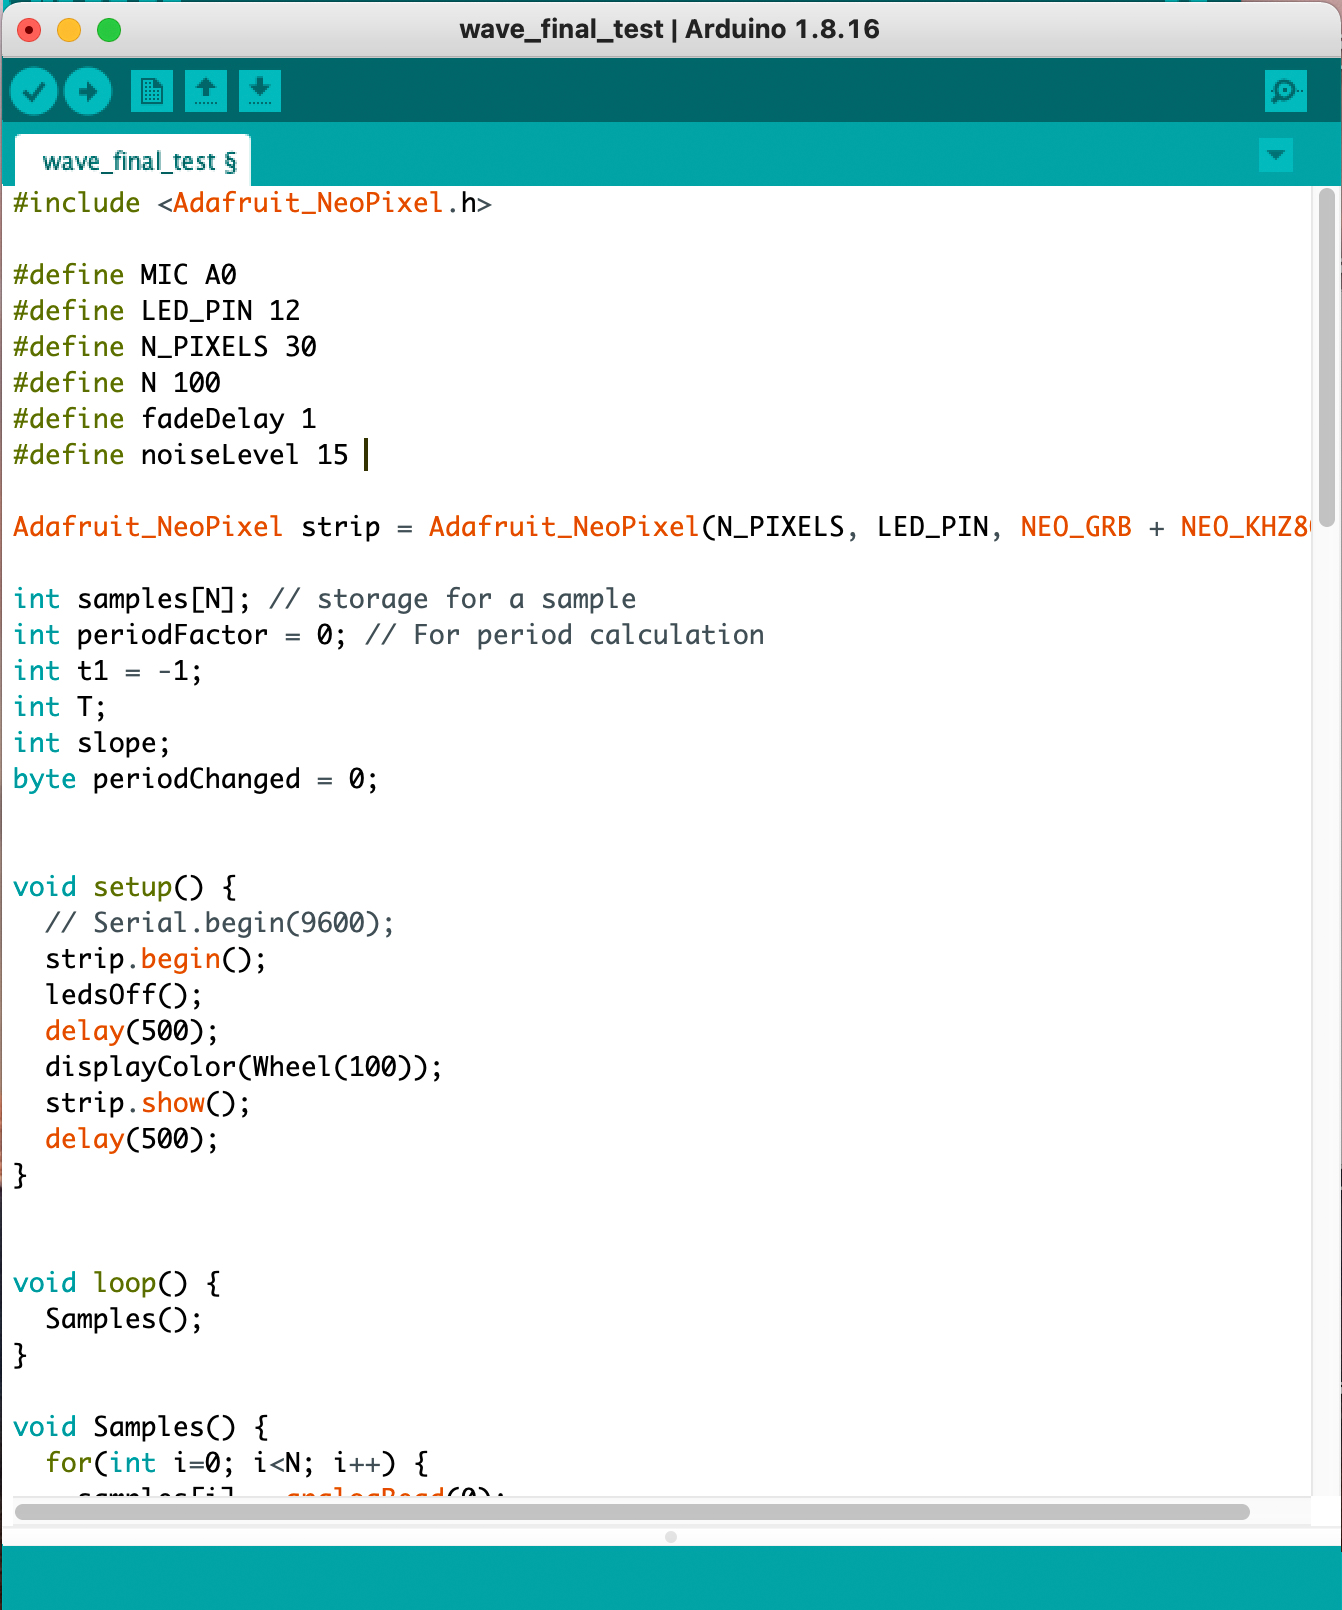 wave_final_test | Arduino 1.8.16
wave_final_test §
#include <Adafruit_NeoPixel.h>
#define MIC A0
#define LED_PIN 12
#define N_PIXELS 30
#define N 100
#define fadeDelay 1
#define noiseLevel 15
Adafruit_NeoPixel strip = Adafruit_NeoPixel(N_PIXELS, LED_PIN, NEO_GRB + NEO_KHZ8
int samples[N]; // storage for a sample
int periodFactor = 0; // For period calculation
int t1 = -1;
int T;
int slope;
byte periodChanged = 0;
void setup() {
// Serial.begin(9600);
strip.begin();
ledsOff();
delay(500);
displayColor(Wheel(100));
strip.show();
delay(500);
}
void loop() {
Samples();
}
void Samples() {
for(int i=0; i<N; i++) {